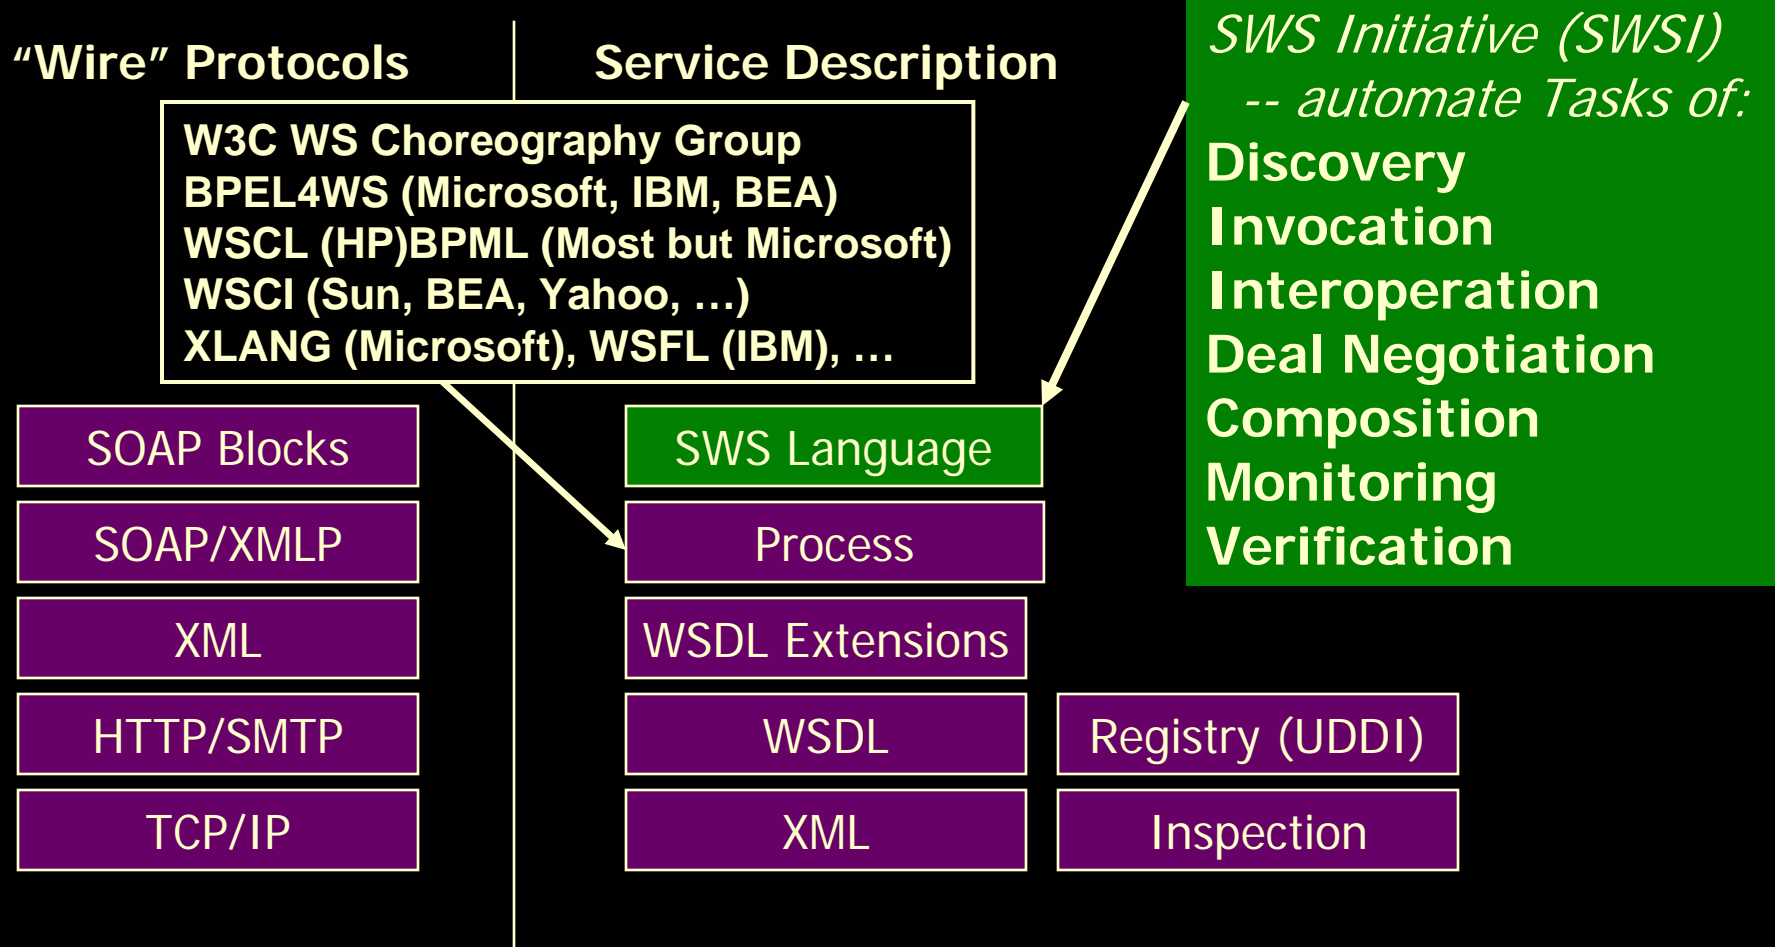 “Wire” Protocols
Service Description
W3C WS Choreography Group
BPEL4WS (Microsoft, IBM, BEA)
WSCL (HP)BPML (Most but Microsoft)
WSCI (Sun, BEA, Yahoo, …)
XLANG (Microsoft), WSFL (IBM), …
SWS Initiative (SWSI)
-- automate Tasks of:
Discovery
Invocation
Interoperation
Deal Negotiation
Composition
Monitoring
Verification
SOAP Blocks
SOAP/XMLP
XML
HTTP/SMTP
TCP/IP
SWS Language
Process
WSDL Extensions
WSDL
XML
Registry (UDDI)
Inspection